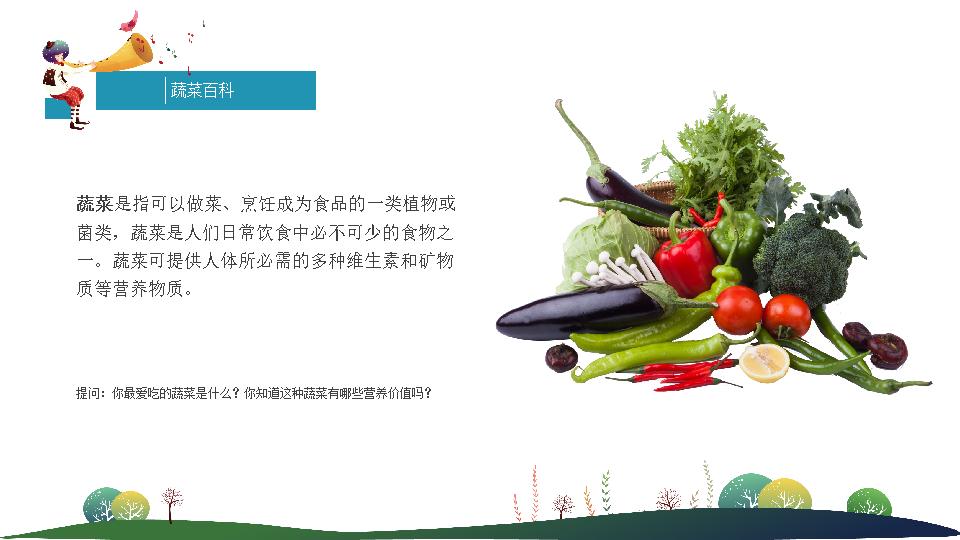 蔬菜百科
蔬菜是指可以做菜、烹饪成为食品的一类植物或
菌类，蔬菜是人们日常饮食中必不可少的食物之
一。蔬菜可提供人体所必需的多种维生素和矿物
质等营养物质。
提问：你最爱吃的蔬菜是什么？你知道这种蔬菜有哪些营养价值吗？